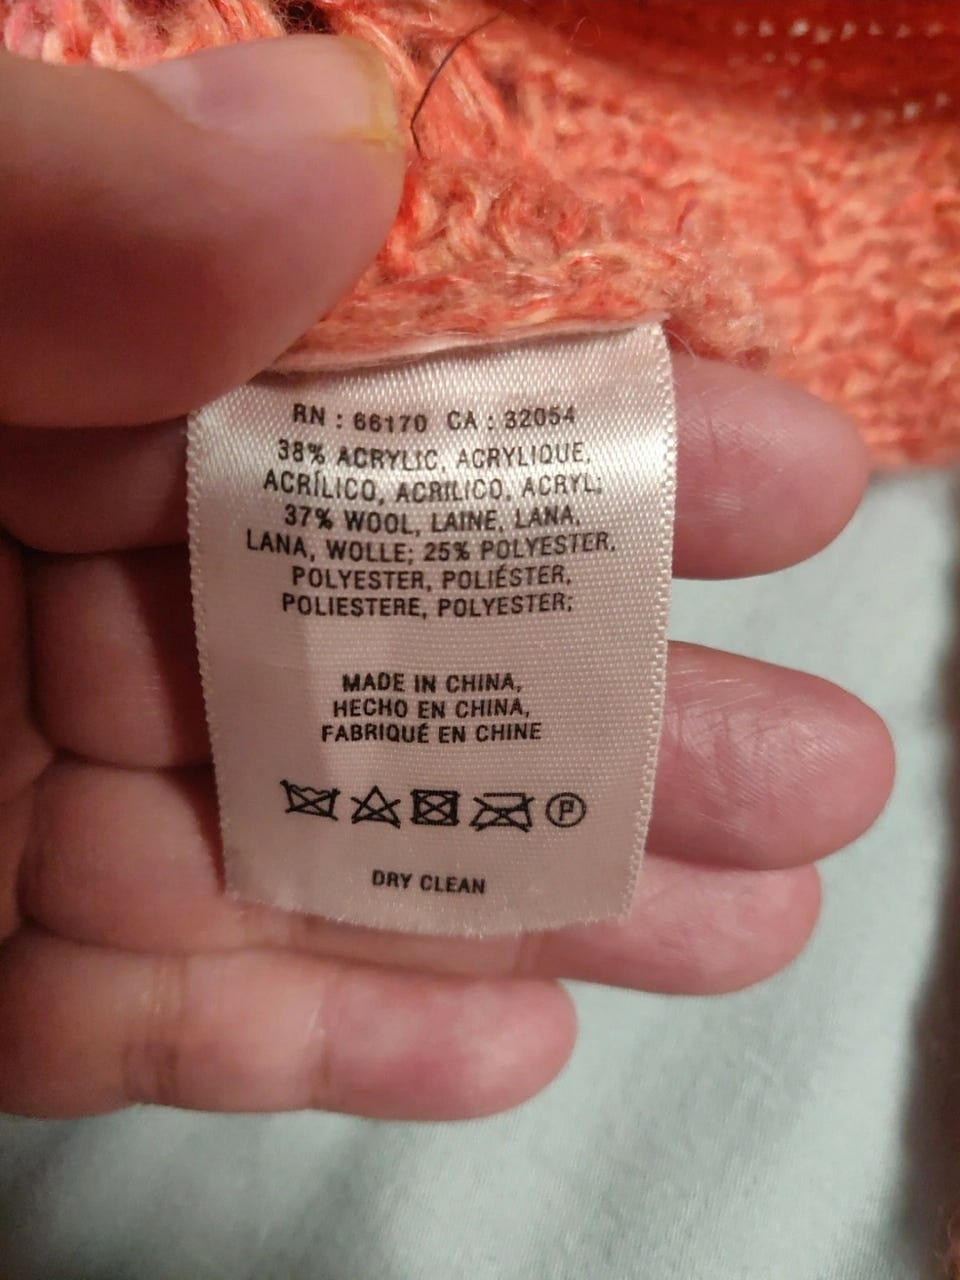 RN : 66170 CA : 32054
38% ACRYLIC, ACRYLIQUE,
ACRÍLICO, ACRILICO, ACRYL;
37% WOOL, LAINE, LANA,
LANA, WOLLE; 25% POLYESTER,
POLYESTER, POLIÉSTER,
POLIESTERE, POLYESTER;
MADE IN CHINA,
HECHO EN CHINA,
FABRIQUÉ EN CHINE
P
DRY CLEAN